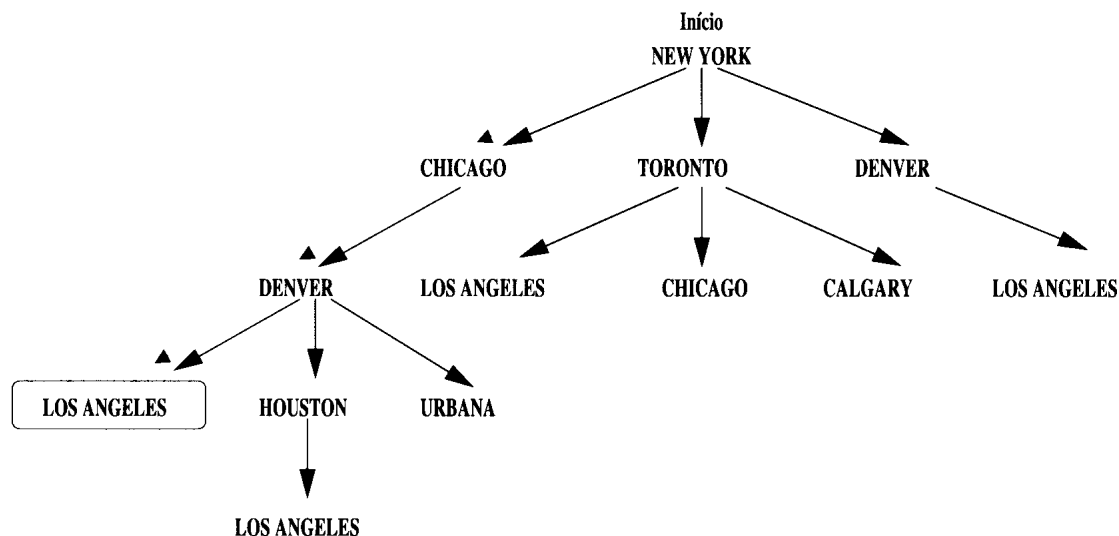 Início
NEW YORK
CHICAGO
TORONTO
DENVER
DENVER
LOS ANGELES
CHICAGO
CALGARY
LOS ANGELES
LOS ANGELES
HOUSTON
URBANA
LOS ANGELES